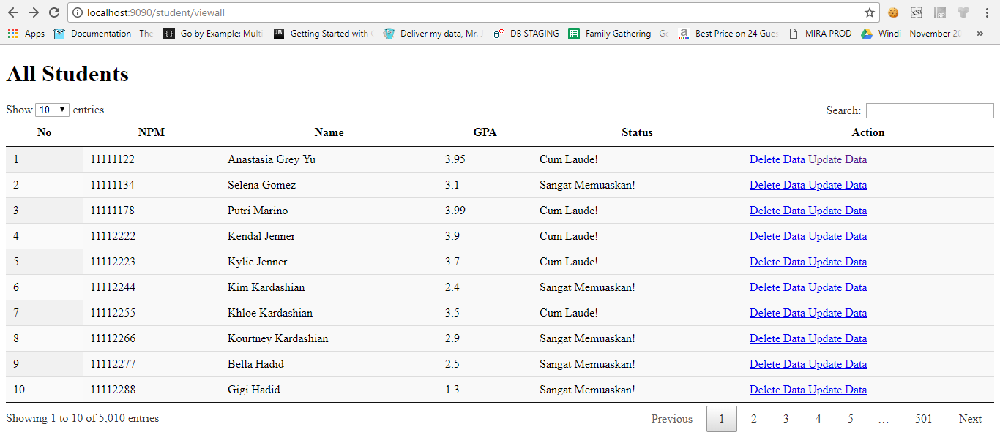 localhost:9090/student/viewall
Apps Documentation - The Go by Example: Multi Getting Started with Deliver my data, Mr. J DB STAGING Family Gathering - Go Best Price on 24 Gues MIRA PROD Windi - November 20 »
All Students
Show 10 entries Search:
No NPM Name GPA Status Action
1 11111122 Anastasia Grey Yu 3.95 Cum Laude! Delete Data Update Data
2 11111134 Selena Gomez 3.1 Sangat Memuaskan! Delete Data Update Data
3 11111178 Putri Marino 3.99 Cum Laude! Delete Data Update Data
4 11112222 Kendal Jenner 3.9 Cum Laude! Delete Data Update Data
5 11112223 Kylie Jenner 3.7 Cum Laude! Delete Data Update Data
6 11112244 Kim Kardashian 2.4 Sangat Memuaskan! Delete Data Update Data
7 11112255 Khloe Kardashian 3.5 Cum Laude! Delete Data Update Data
8 11112266 Kourtney Kardashian 2.9 Sangat Memuaskan! Delete Data Update Data
9 11112277 Bella Hadid 2.5 Sangat Memuaskan! Delete Data Update Data
10 11112288 Gigi Hadid 1.3 Sangat Memuaskan! Delete Data Update Data
Showing 1 to 10 of 5,010 entries Previous 1 2 3 4 5 … 501 Next